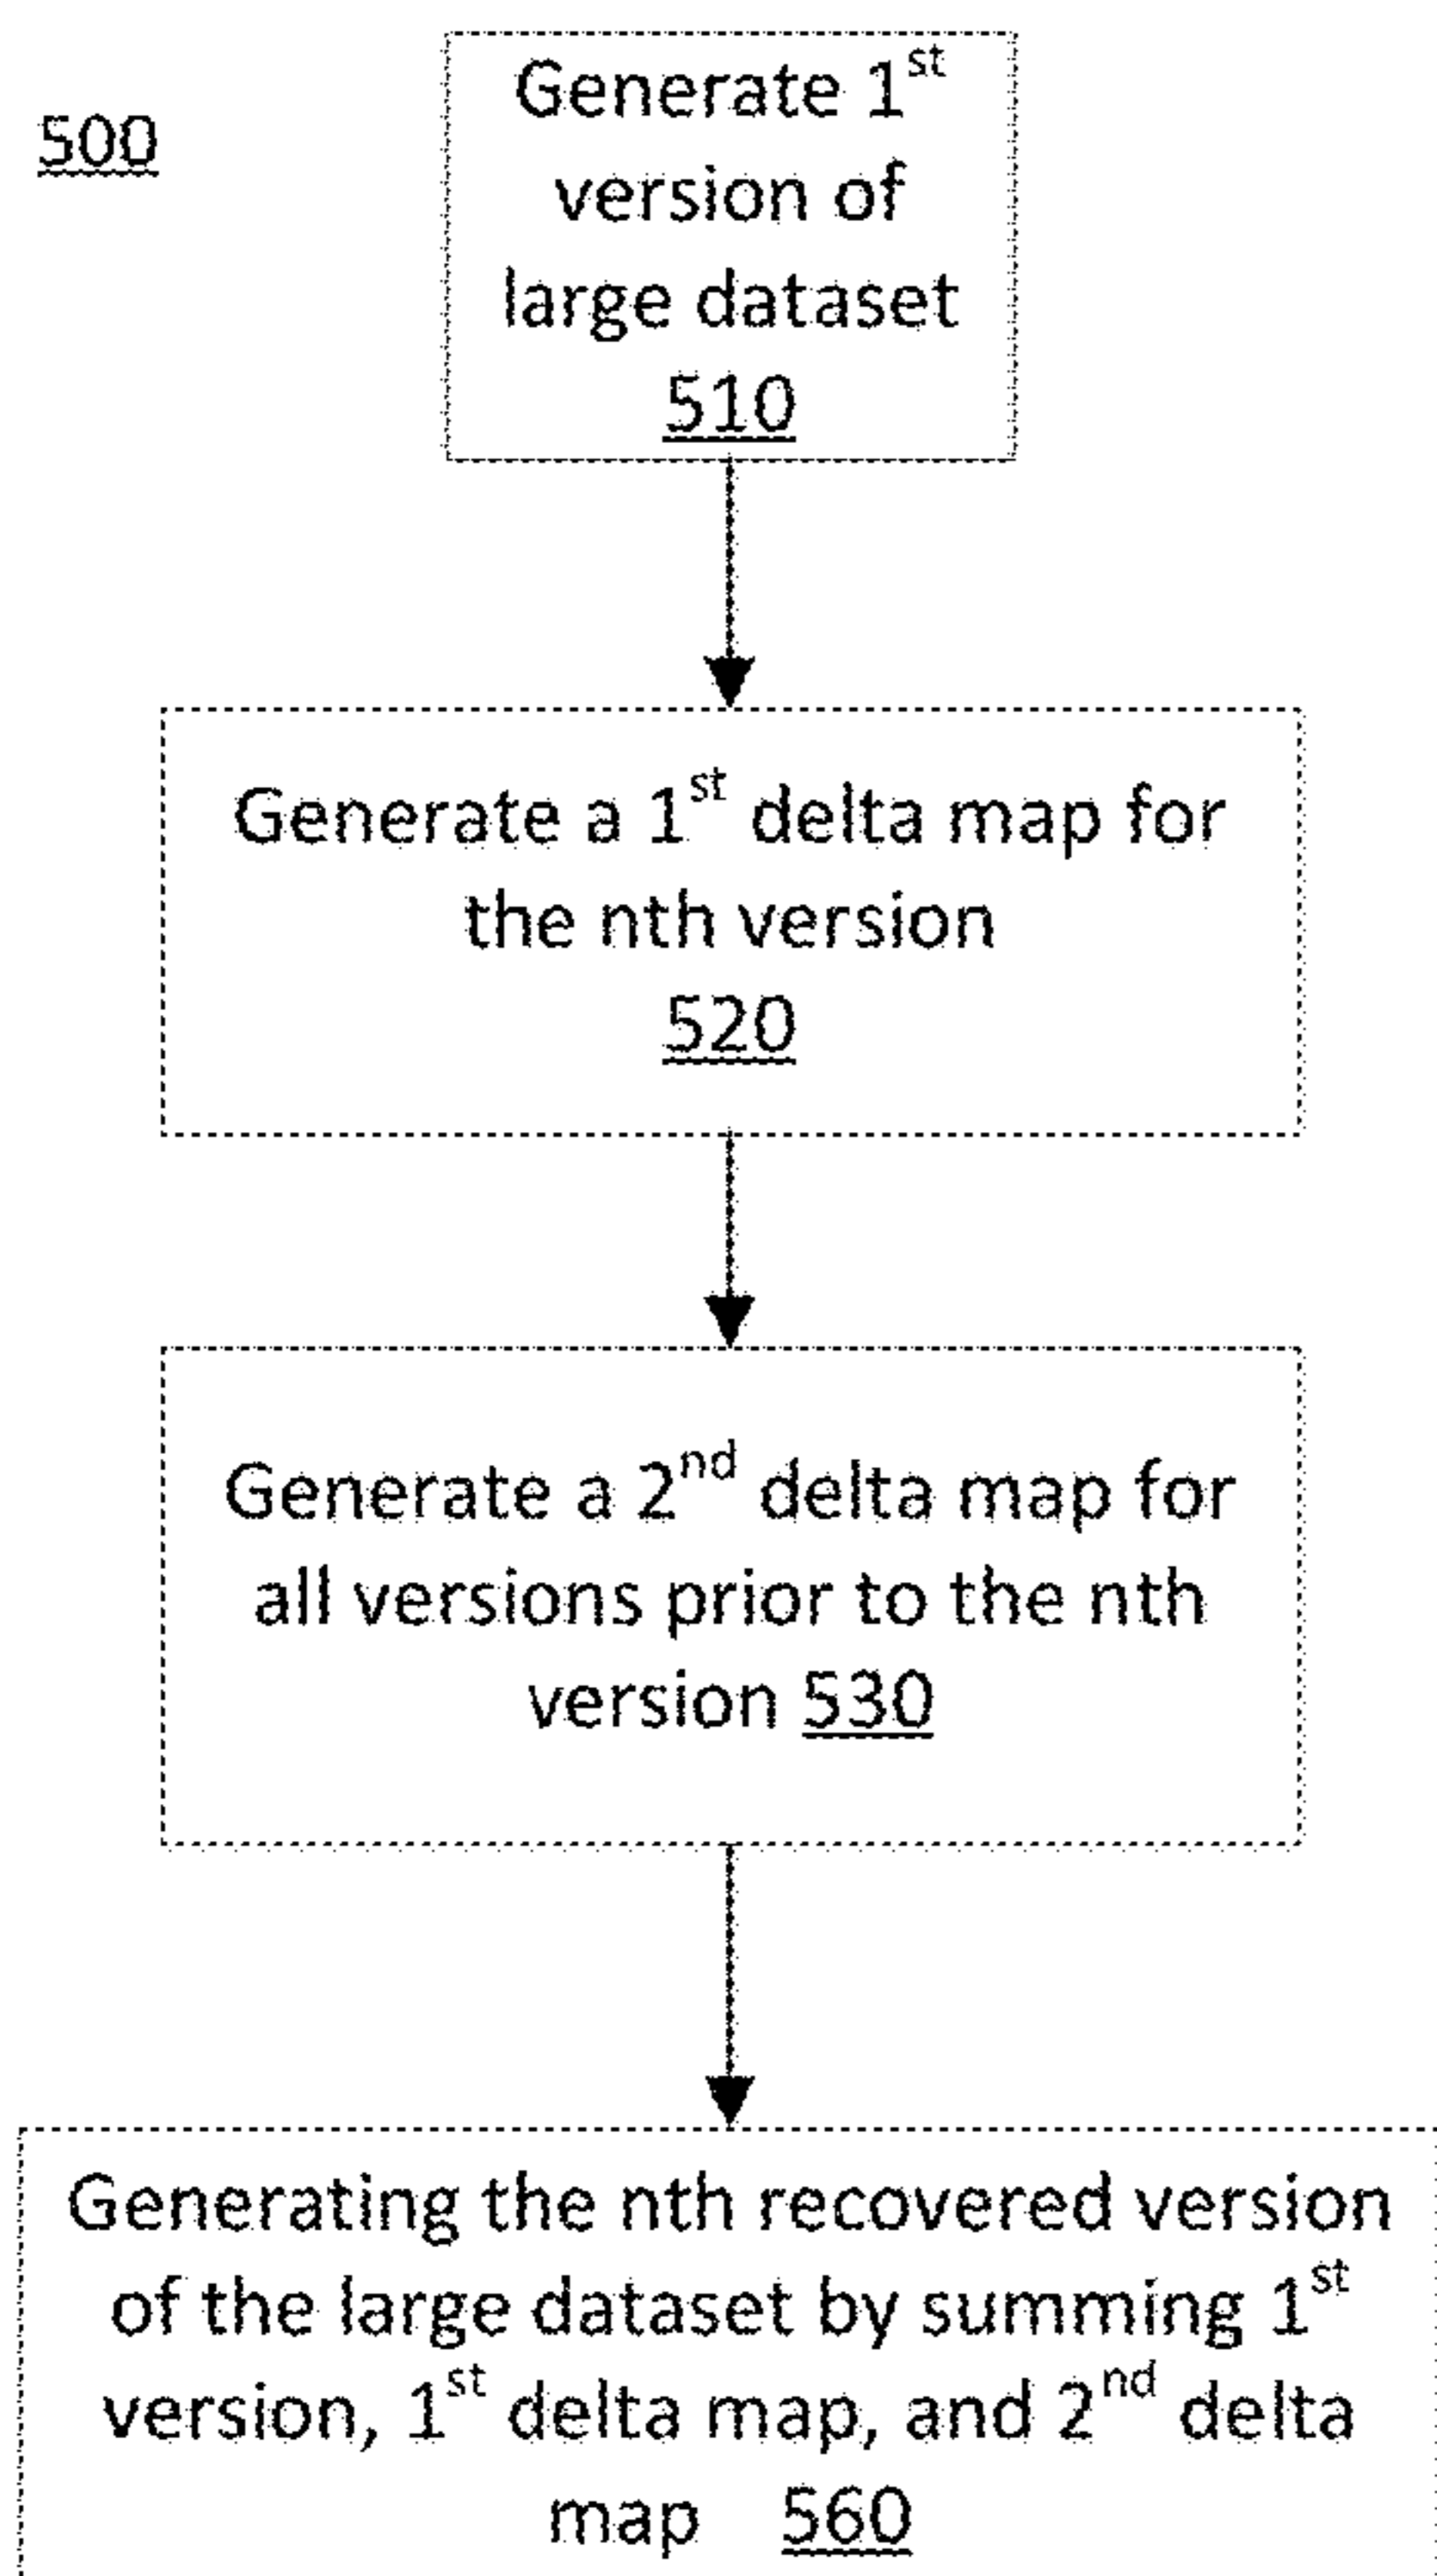 500
Generate 1st
version of
large dataset
510
Generate a 1st delta map for
the nth version
520
Generate a 2nd delta map for
all versions prior to the nth
version 530
Generating the nth recovered version
of the large dataset by summing 1st
version, 1st delta map, and 2nd delta
map 560